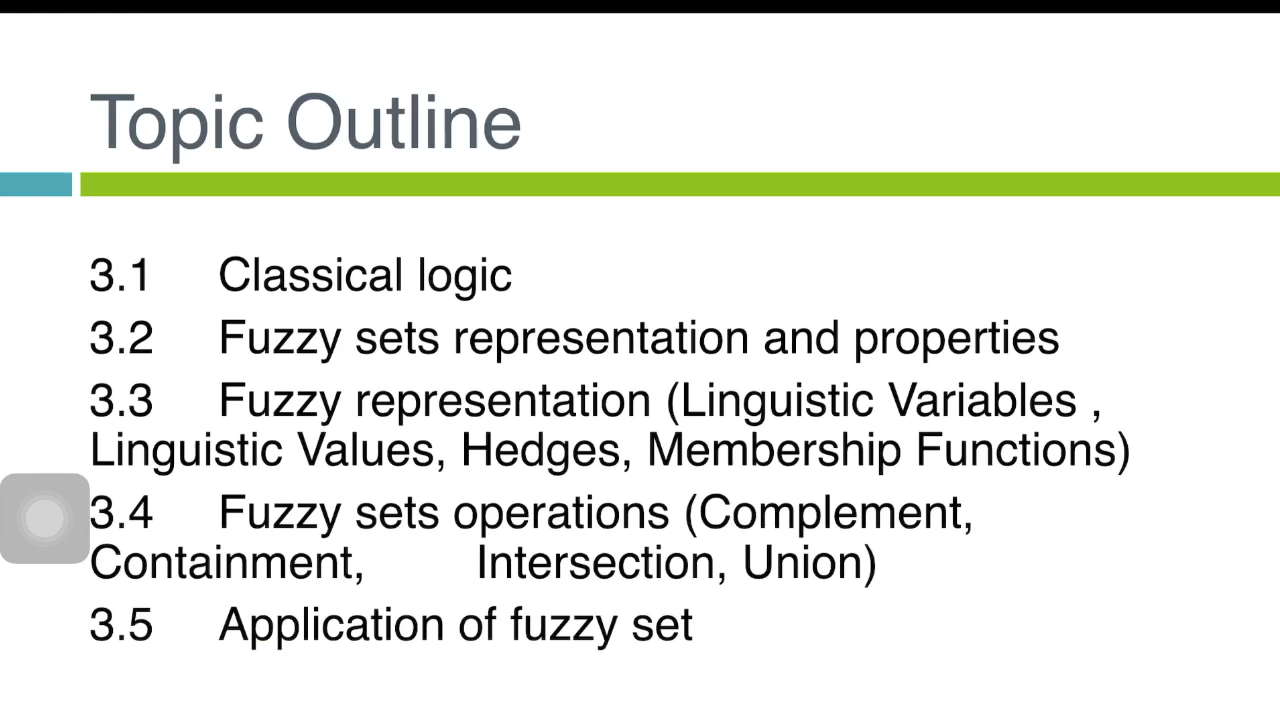 Topic Outline
3.1 Classical logic
3.2 Fuzzy sets representation and properties
3.3 Fuzzy representation (Linguistic Variables ,
Linguistic Values, Hedges, Membership Functions)
3.4 Fuzzy sets operations (Complement,
Containment, Intersection, Union)
3.5 Application of fuzzy set